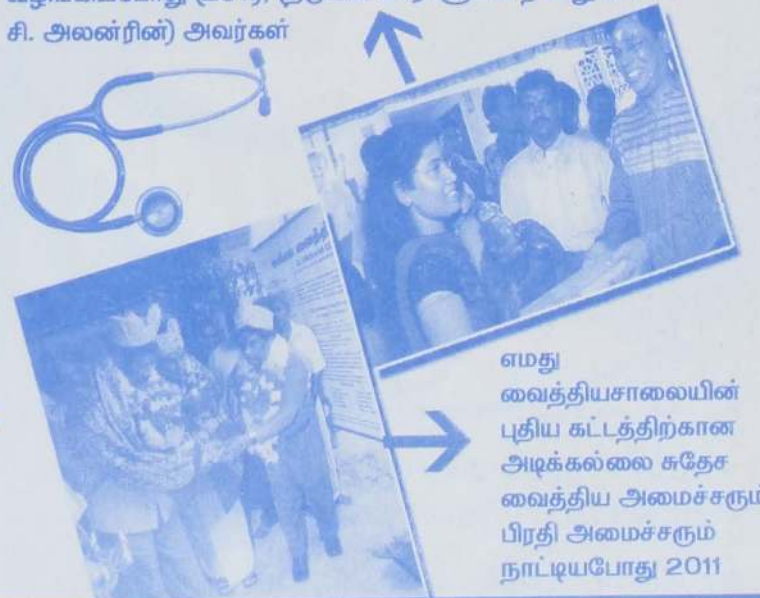 சி. அலன்ரின்) அவர்கள்
எமது
வைத்தியசாலையின்
புதிய கட்டத்திற்கான
அடிக்கல்லை சுதேச
வைத்திய அமைச்சரும்
பிரதி அமைச்சரும்
நாட்டியபோது 2011